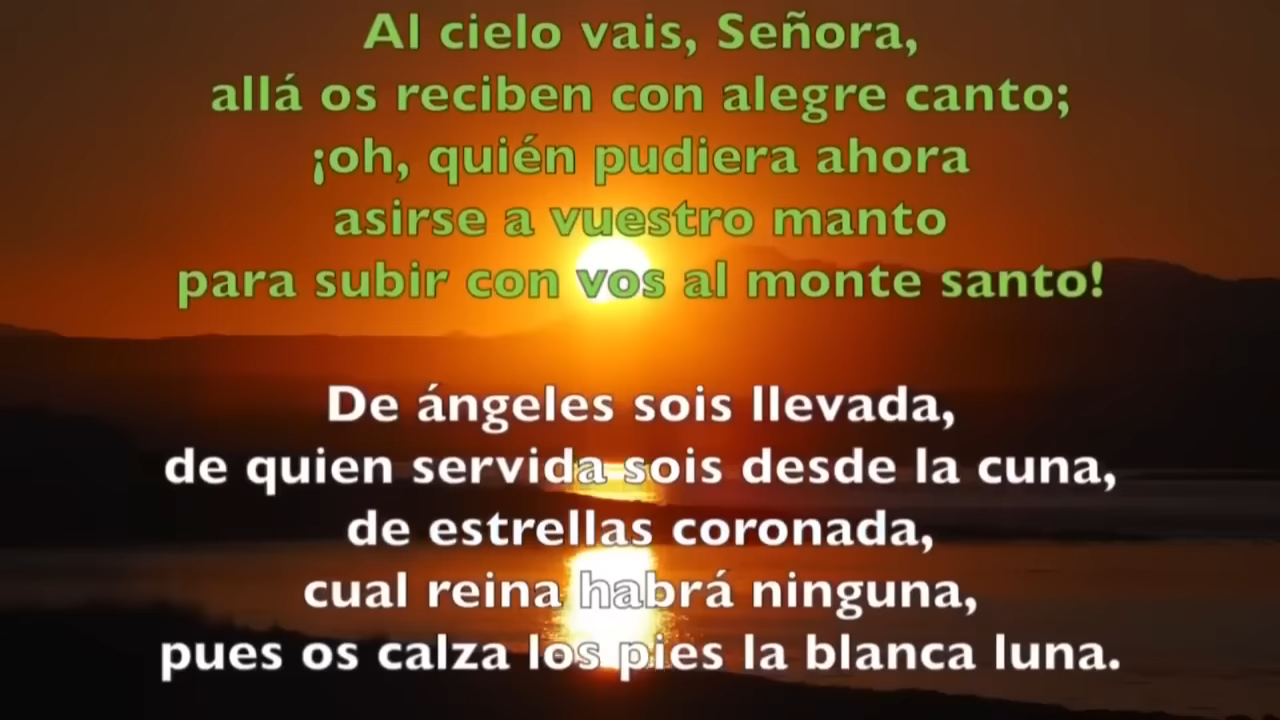 Al cielo vais, Señora,
allá os reciben con alegre canto;
¡oh, quién pudiera ahora
asirse a vuestro manto
para subir con vos al monte santo!
De ángeles sois llevada,
de quien servida sois desde la cuna,
de estrellas coronada,
cual reina habrá ninguna,
pues os calza los pies la blanca luna.